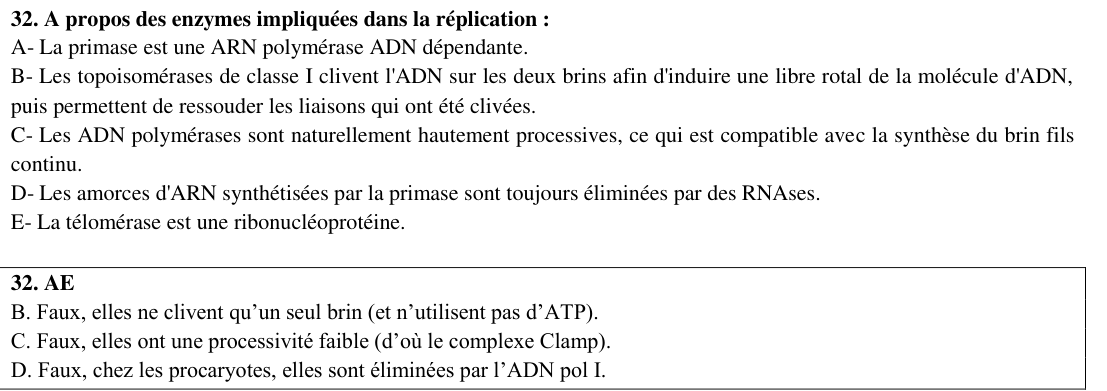 32. A propos des enzymes impliquées dans la réplication :
A- La primase est une ARN polymérase ADN dépendante.
B- Les topoisomérases de classe I clivent l'ADN sur les deux brins afin d'induire une libre rotal de la molécule d'ADN,
puis permettent de ressouder les liaisons qui ont été clivées.
C- Les ADN polymérases sont naturellement hautement processives, ce qui est compatible avec la synthèse du brin fils
continu.
D- Les amorces d'ARN synthétisées par la primase sont toujours éliminées par des RNAses.
E- La télomérase est une ribonucléoprotéine.
32. AE
B. Faux, elles ne clivent qu’un seul brin (et n’utilisent pas d’ATP).
C. Faux, elles ont une processivité faible (d’où le complexe Clamp).
D. Faux, chez les procaryotes, elles sont éliminées par l’ADN pol I.